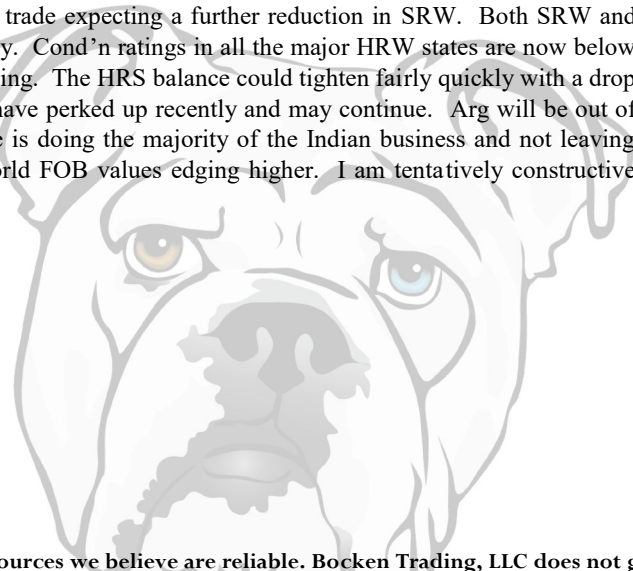 trade expecting a further reduction in SRW. Both SRW and
y. Cond'n ratings in all the major HRW states are now below
ing. The HRS balance could tighten fairly quickly with a drop
have perked up recently and may continue. Arg will be out of
e is doing the majority of the Indian business and not leaving
rld FOB values edging higher. I am tentatively constructive
ources we believe are reliable. Bocken Trading, LLC does not g